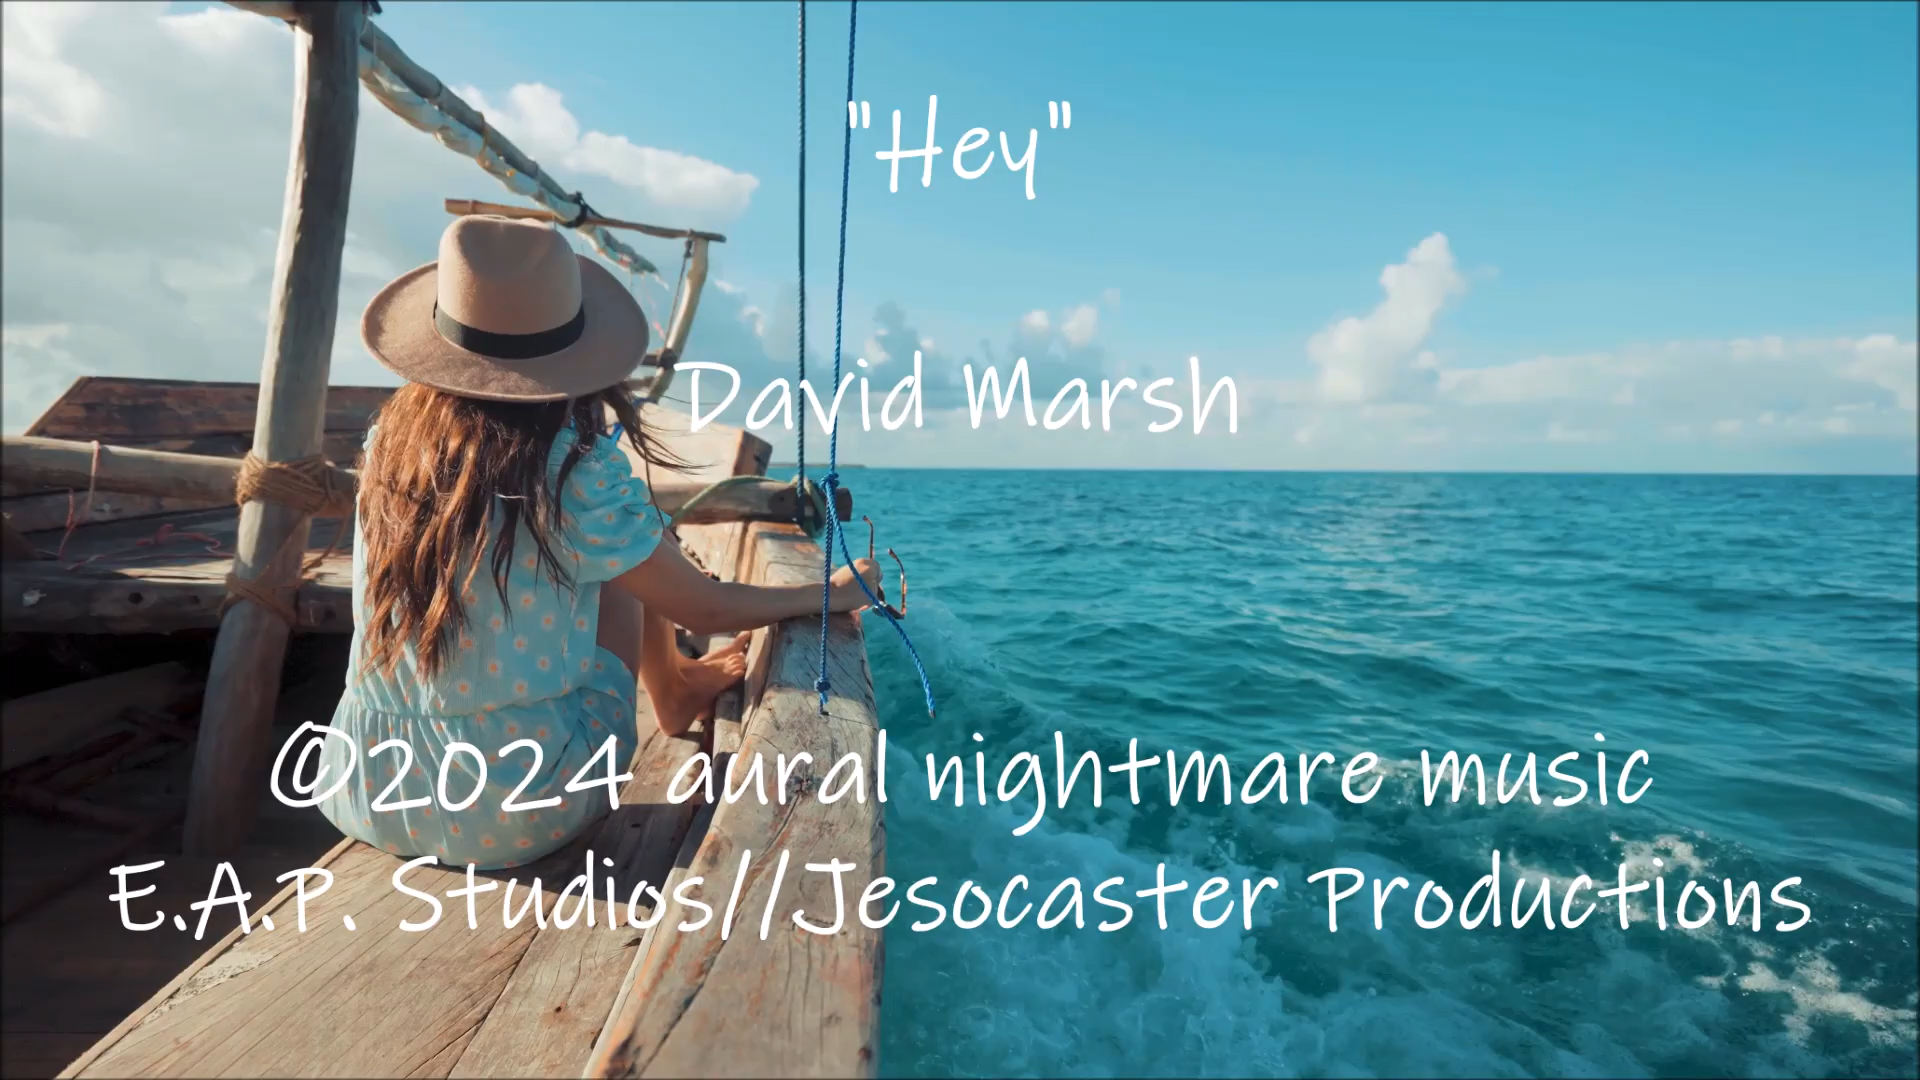 "Hey"
David Marsh
©2024 aural nightmare music
E.A.P. Studios//Jesocaster Productions